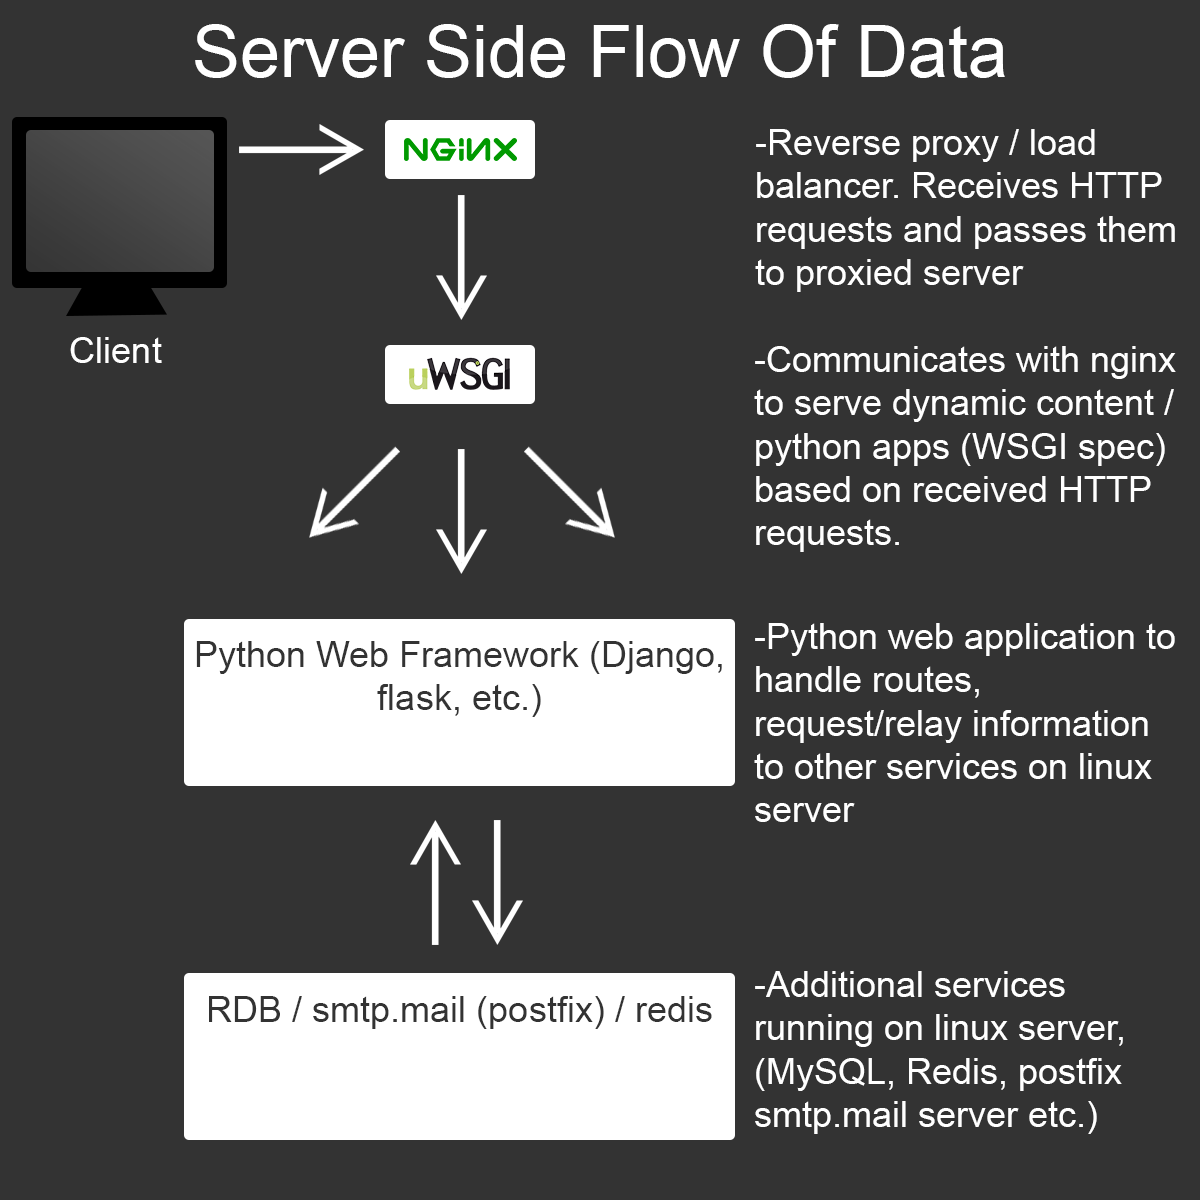 Server Side Flow Of Data
NGiNX
-Reverse proxy / load
balancer. Receives HTTP
requests and passes them
to proxied server
Client
uWSGI
-Communicates with nginx
to serve dynamic content /
python apps (WSGI spec)
based on received HTTP
requests.
Python Web Framework (Django,
flask, etc.)
-Python web application to
handle routes,
request/relay information
to other services on linux
server
RDB / smtp.mail (postfix) / redis
-Additional services
running on linux server,
(MySQL, Redis, postfix
smtp.mail server etc.)